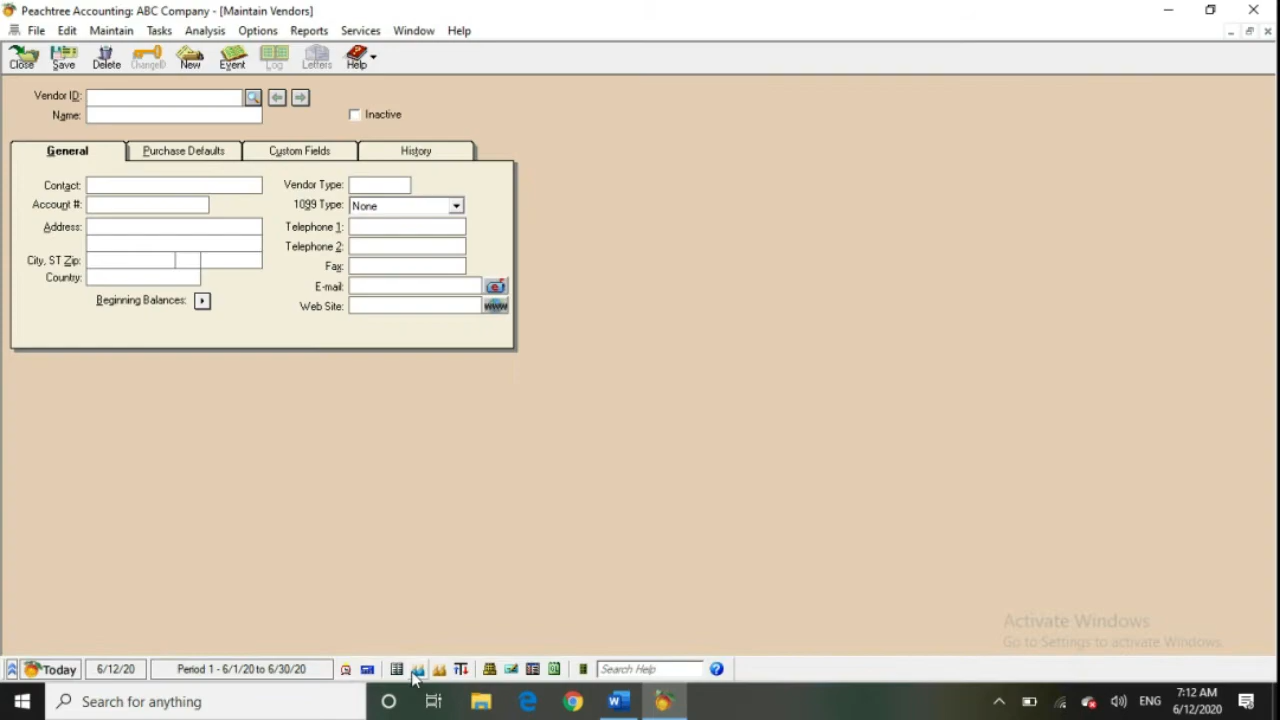 Peachtree Accounting: ABC Company - [Maintain Vendors]
File Edit Maintain Tasks Analysis Options Reports Services Window Help
Close Save Delete ChangeID New Event Log Letters Help
Vendor ID:
Name:
Inactive
General Purchase Defaults Custom Fields History
Contact: Vendor Type:
Account #: 1099 Type: None
Address: Telephone 1:
Telephone 2:
City, ST Zip: Fax:
Country: E-mail:
Beginning Balances: Web Site: WWW
Activate Windows
Go to Settings to activate Windows.
Today 6/12/20 Period 1 - 6/1/20 to 6/30/20 Search Help
Search for anything ENG 7:12 AM
6/12/2020